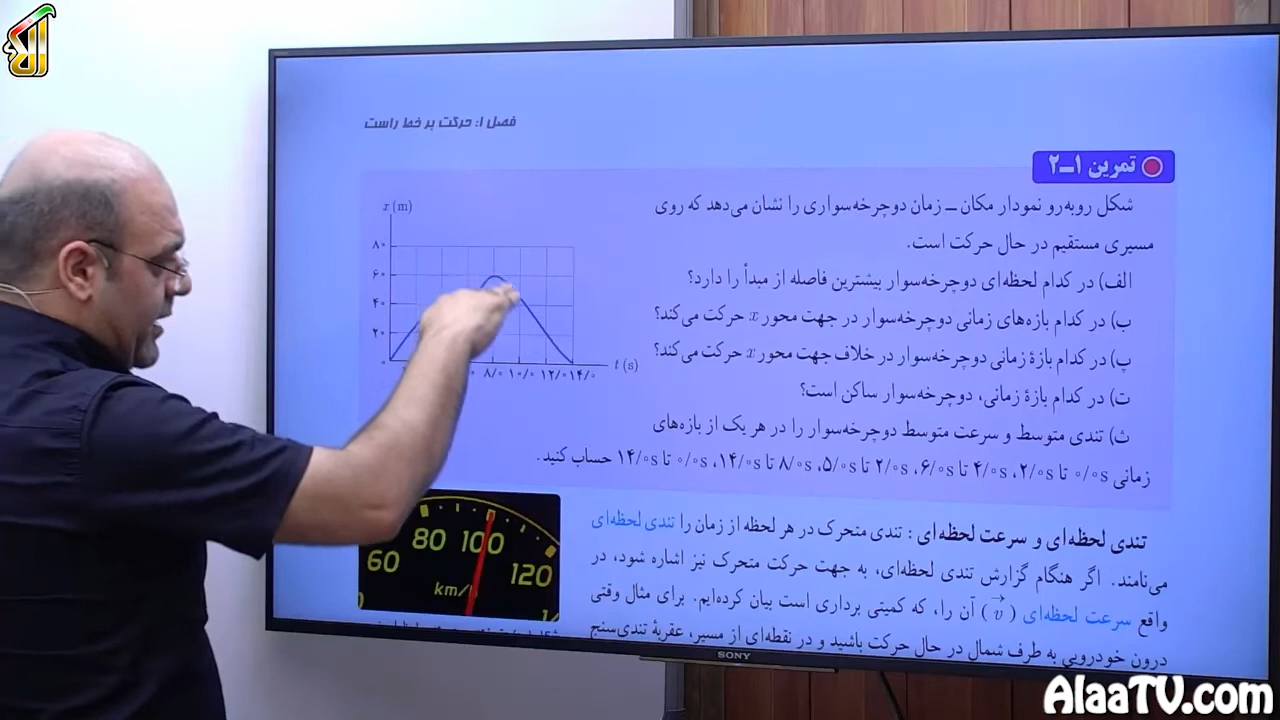 فصل ۱: حرکت بر خط راست
تمرین ۱ــ۲
شکل روبه‌رو نمودار مکان ــ زمان دوچرخه‌سواری را نشان می‌دهد که روی
مسیری مستقیم در حال حرکت است.
الف) در کدام لحظه‌ای دوچرخه‌سوار بیشترین فاصله از مبدأ را دارد؟
ب) در کدام بازه‌های زمانی دوچرخه‌سوار در جهت محور x حرکت می‌کند؟
پ) در کدام بازهٔ زمانی دوچرخه‌سوار در خلاف جهت محور x حرکت می‌کند؟
ت) در کدام بازهٔ زمانی، دوچرخه‌سوار ساکن است؟
ث) تندی متوسط و سرعت متوسط دوچرخه‌سوار را در هر یک از بازه‌های
زمانی ۰/۰s تا ۲/۰s، ۴/۰s تا ۶/۰s، ۲/۰s تا ۵/۰s، ۸/۰s تا ۱۴/۰s، ۰/۰s تا ۱۴/۰s حساب کنید.
x (m)
۸۰
۶۰
۴۰
۲۰
۰
۸/۰ ۱۰/۰ ۱۲/۰ ۱۴/۰
t (s)
تندی لحظه‌ای و سرعت لحظه‌ای : تندی متحرک در هر لحظه از زمان را تندی لحظه‌ای
می‌نامند. اگر هنگام گزارش تندی لحظه‌ای، به جهت حرکت متحرک نیز اشاره شود، در
واقع سرعت لحظه‌ای (v⃗) آن را، که کمیتی برداری است بیان کرده‌ایم. برای مثال وقتی
درون خودرویی به طرف شمال در حال حرکت باشید و در نقطه‌ای از مسیر، عقربهٔ تندی‌سنج
60 80 100 120
km/
SONY
AlaaTV.com